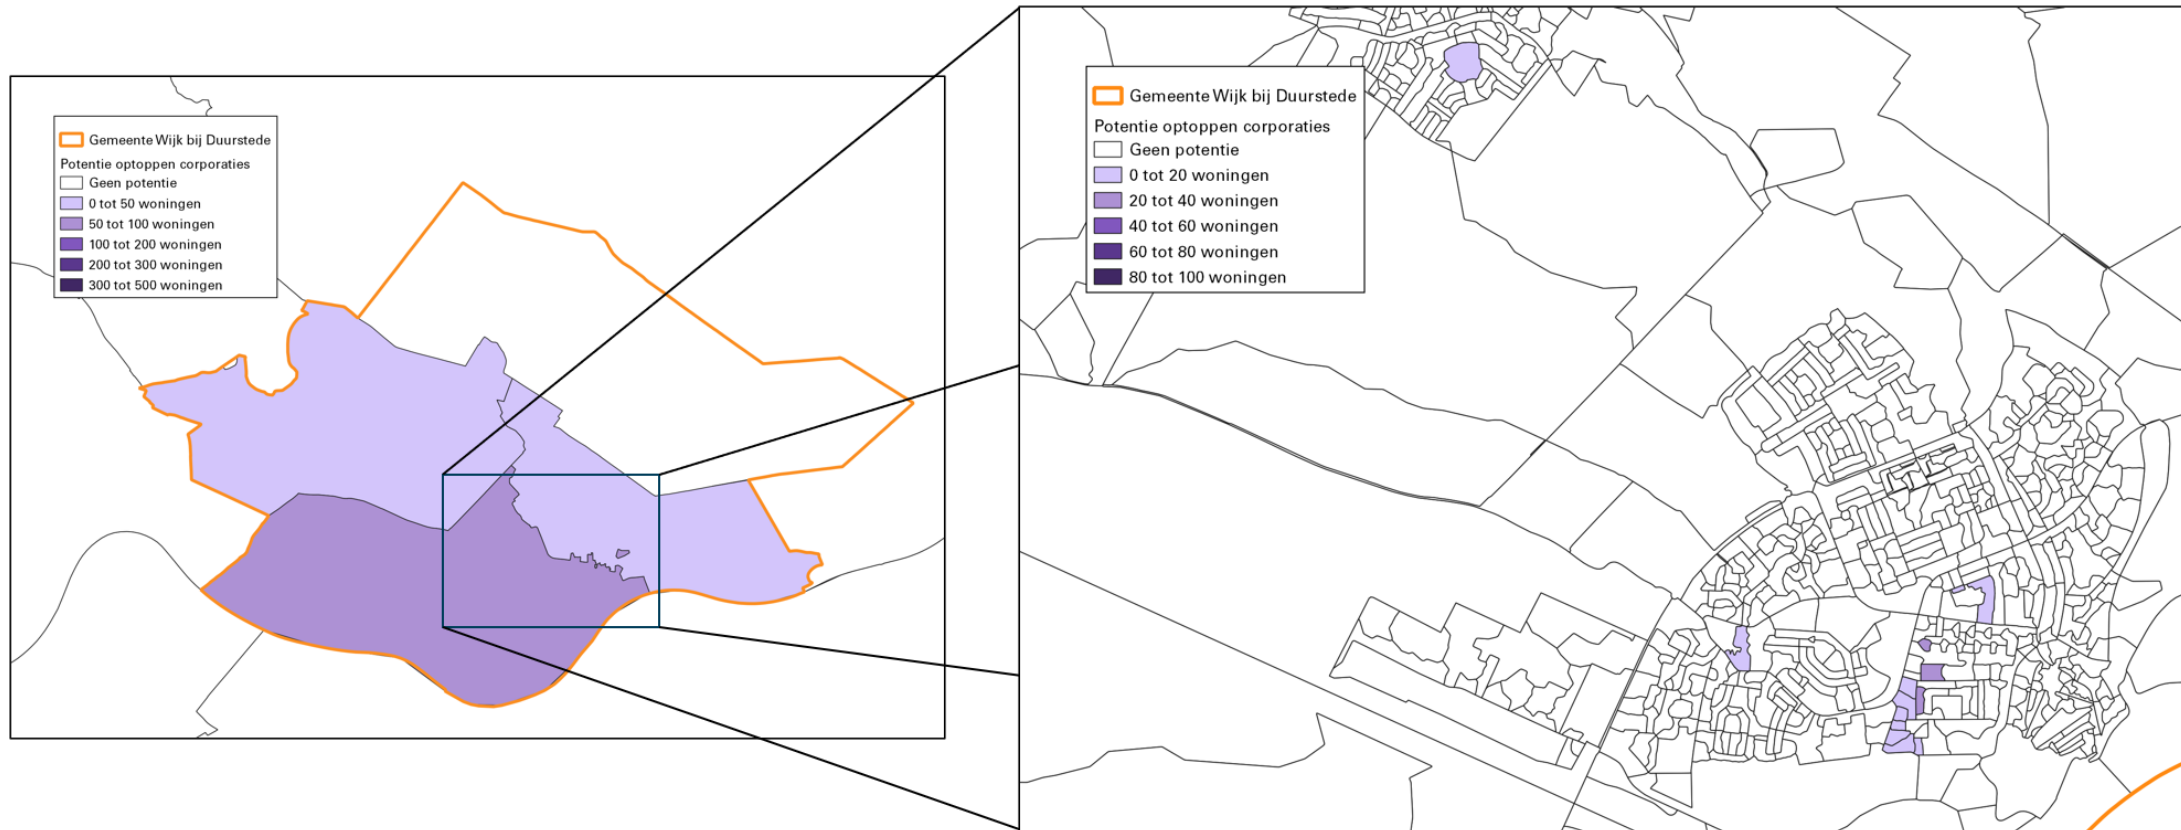 Gemeente Wijk bij Duurstede
Potentie optoppen corporaties
Geen potentie
0 tot 50 woningen
50 tot 100 woningen
100 tot 200 woningen
200 tot 300 woningen
300 tot 500 woningen
Gemeente Wijk bij Duurstede
Potentie optoppen corporaties
Geen potentie
0 tot 20 woningen
20 tot 40 woningen
40 tot 60 woningen
60 tot 80 woningen
80 tot 100 woningen